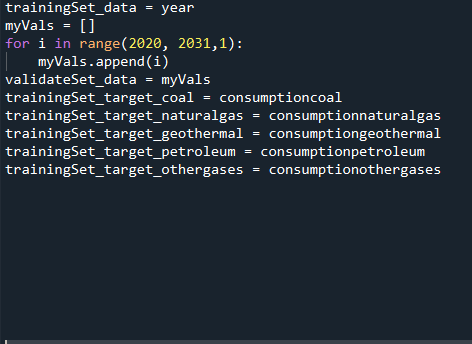 trainingSet_data = year
myVals = []
for i in range(2020, 2031,1):
    myVals.append(i)
validateSet_data = myVals
trainingSet_target_coal = consumptioncoal
trainingSet_target_naturalgas = consumptionnaturalgas
trainingSet_target_geothermal = consumptiongeothermal
trainingSet_target_petroleum = consumptionpetroleum
trainingSet_target_othergases = consumptionothergases